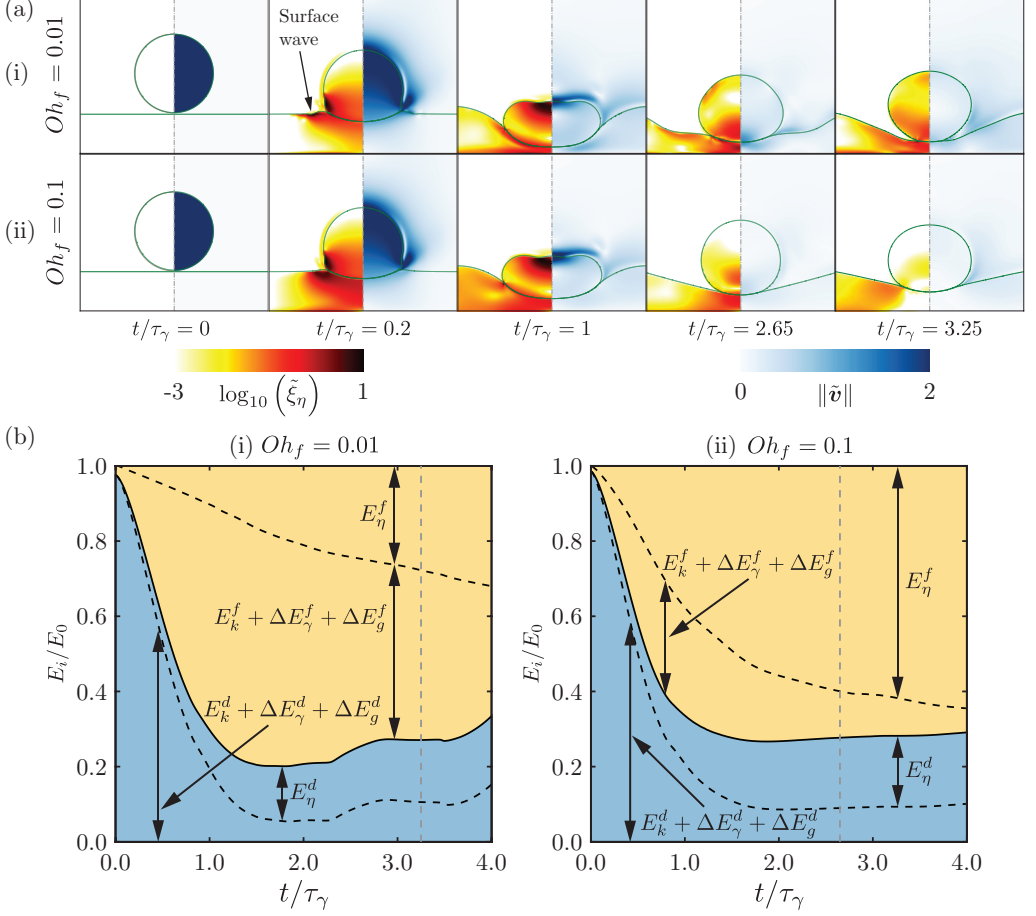 (a)
(i) Oh_f = 0.01
Surface
wave
(ii) Oh_f = 0.1
t/τ_γ = 0 t/τ_γ = 0.2 t/τ_γ = 1 t/τ_γ = 2.65 t/τ_γ = 3.25
-3 log₁₀(ξ̃_η) 1 0 ‖ṽ‖ 2
(b)
(i) Oh_f = 0.01
E_i/E_0
1.0
0.8
0.6
0.4
0.2
0.0
E_η^f
E_k^f + ΔE_γ^f + ΔE_g^f
E_k^d + ΔE_γ^d + ΔE_g^d
E_η^d
0.0 1.0 2.0 3.0 4.0
t/τ_γ
(ii) Oh_f = 0.1
E_i/E_0
1.0
0.8
0.6
0.4
0.2
0.0
E_k^f + ΔE_γ^f + ΔE_g^f
E_η^f
E_η^d
E_k^d + ΔE_γ^d + ΔE_g^d
0.0 1.0 2.0 3.0 4.0
t/τ_γ